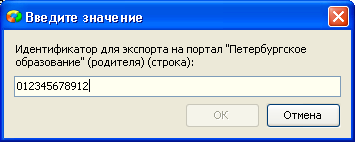 Введите значение
Идентификатор для экспорта на портал "Петербургское
образование" (родителя) (строка):
012345678912
OK
Отмена